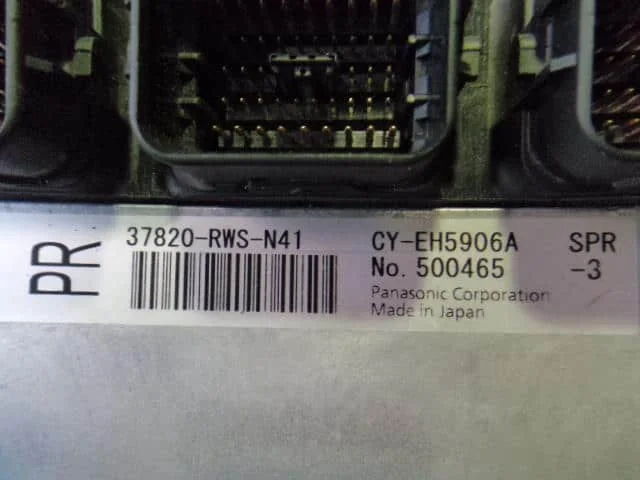 PR
37820-RWS-N41
CY-EH5906A
No. 500465
Panasonic Corporation
Made in Japan
SPR
-3